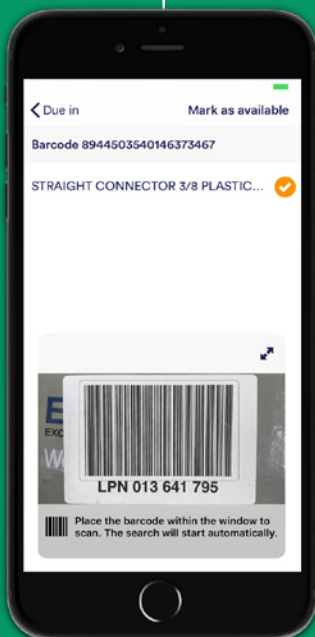 Due in
Mark as available
Barcode 8944503540146373467
STRAIGHT CONNECTOR 3/8 PLASTIC...
E
EXC
W
LPN 013 641 795
Place the barcode within the window to
scan. The search will start automatically.